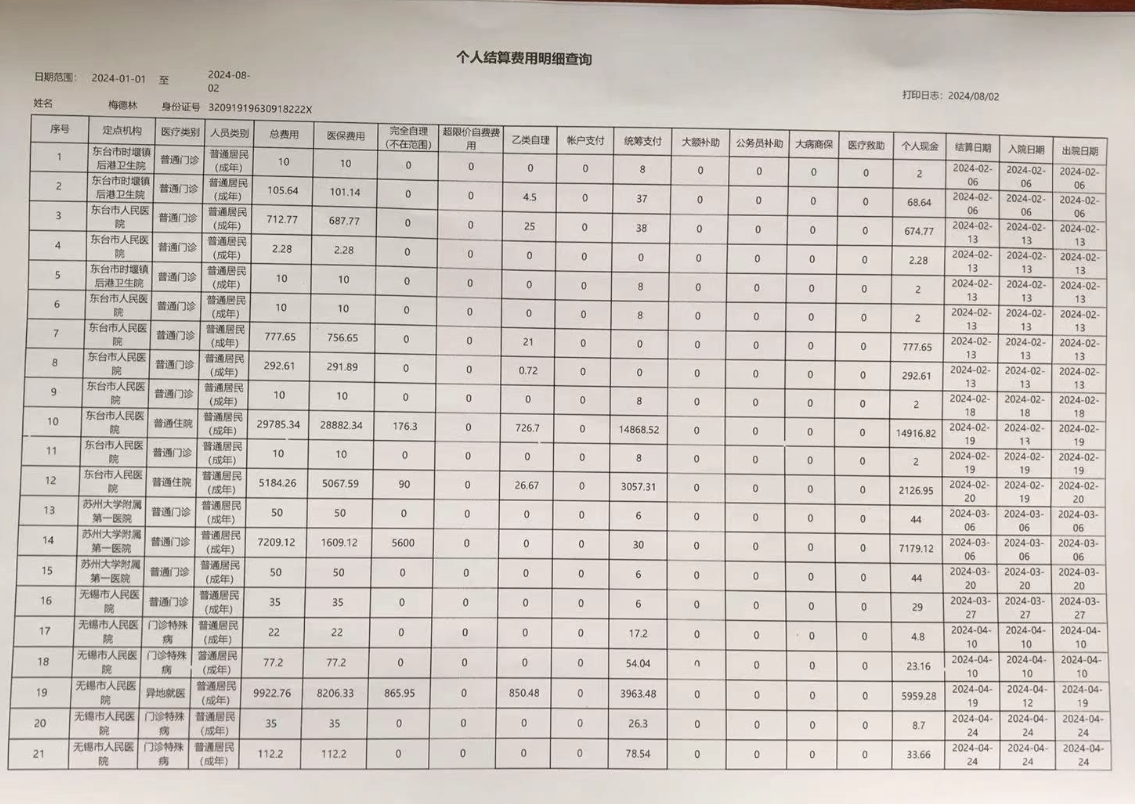 个人结算费用明细查询
日期范围: 2024-01-01 至 2024-08-02
打印日志: 2024/08/02
姓名 梅德林 身份证号 32091919630918222X
序号 定点机构 医疗类别 人员类别 总费用 医保费用 完全自理(不在范围) 超限价自费费用 乙类自理 帐户支付 统筹支付 大额补助 公务员补助 大病商保 医疗救助 个人现金 结算日期 入院日期 出院日期
1 东台市时堰镇后港卫生院 普通门诊 普通居民(成年) 10 10 0 0 0 0 8 0 0 0 0 2 2024-02-06 2024-02-06 2024-02-06
2 东台市时堰镇后港卫生院 普通门诊 普通居民(成年) 105.64 101.14 0 0 4.5 0 37 0 0 0 0 68.64 2024-02-06 2024-02-06 2024-02-06
3 东台市人民医院 普通门诊 普通居民(成年) 712.77 687.77 0 0 25 0 38 0 0 0 0 674.77 2024-02-13 2024-02-13 2024-02-13
4 东台市人民医院 普通门诊 普通居民(成年) 2.28 2.28 0 0 0 0 0 0 0 0 0 2.28 2024-02-13 2024-02-13 2024-02-13
5 东台市时堰镇后港卫生院 普通门诊 普通居民(成年) 10 10 0 0 0 0 8 0 0 0 0 2 2024-02-13 2024-02-13 2024-02-13
6 东台市人民医院 普通门诊 普通居民(成年) 10 10 0 0 0 0 8 0 0 0 0 2 2024-02-13 2024-02-13 2024-02-13
7 东台市人民医院 普通门诊 普通居民(成年) 777.65 756.65 0 0 21 0 0 0 0 0 0 777.65 2024-02-13 2024-02-13 2024-02-13
8 东台市人民医院 普通门诊 普通居民(成年) 292.61 291.89 0 0 0.72 0 0 0 0 0 0 292.61 2024-02-13 2024-02-13 2024-02-13
9 东台市人民医院 普通门诊 普通居民(成年) 10 10 0 0 0 0 8 0 0 0 0 2 2024-02-18 2024-02-18 2024-02-18
10 东台市人民医院 普通住院 普通居民(成年) 29785.34 28882.34 176.3 0 726.7 0 14868.52 0 0 0 0 14916.82 2024-02-19 2024-02-13 2024-02-19
11 东台市人民医院 普通门诊 普通居民(成年) 10 10 0 0 0 0 8 0 0 0 0 2 2024-02-19 2024-02-19 2024-02-19
12 东台市人民医院 普通住院 普通居民(成年) 5184.26 5067.59 90 0 26.67 0 3057.31 0 0 0 0 2126.95 2024-02-20 2024-02-19 2024-02-20
13 苏州大学附属第一医院 普通门诊 普通居民(成年) 50 50 0 0 0 0 6 0 0 0 0 44 2024-03-06 2024-03-06 2024-03-06
14 苏州大学附属第一医院 普通门诊 普通居民(成年) 7209.12 1609.12 5600 0 0 0 30 0 0 0 0 7179.12 2024-03-06 2024-03-06 2024-03-06
15 苏州大学附属第一医院 普通门诊 普通居民(成年) 50 50 0 0 0 0 6 0 0 0 0 44 2024-03-20 2024-03-20 2024-03-20
16 无锡市人民医院 普通门诊 普通居民(成年) 35 35 0 0 0 0 6 0 0 0 0 29 2024-03-27 2024-03-27 2024-03-27
17 无锡市人民医院 门诊特殊病 普通居民(成年) 22 22 0 0 0 0 17.2 0 0 0 0 4.8 2024-04-10 2024-04-10 2024-04-10
18 无锡市人民医院 门诊特殊病 普通居民(成年) 77.2 77.2 0 0 0 0 54.04 0 0 0 0 23.16 2024-04-10 2024-04-10 2024-04-10
19 无锡市人民医院 异地就医 普通居民(成年) 9922.76 8206.33 865.95 0 850.48 0 3963.48 0 0 0 0 5959.28 2024-04-19 2024-04-12 2024-04-19
20 无锡市人民医院 门诊特殊病 普通居民(成年) 35 35 0 0 0 0 26.3 0 0 0 0 8.7 2024-04-24 2024-04-24 2024-04-24
21 无锡市人民医院 门诊特殊病 普通居民(成年) 112.2 112.2 0 0 0 0 78.54 0 0 0 0 33.66 2024-04-24 2024-04-24 2024-04-24